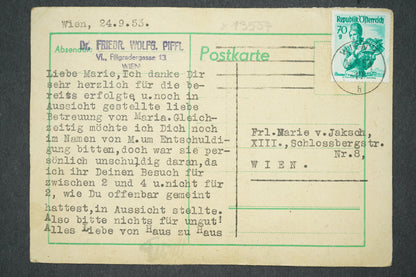 Wien, 24.9.53.
x 13557
Absender:
Dr. FRIEDR. WOLFG. PIFFL
VI., Fillgradergasse 13
WIEN
Postkarte
Republik Österreich
70
g
Liebe Marie, Ich danke Dir
sehr herzlich für die be-
reits erfolgte u.noch in
Aussicht gestellte liebe
Betreuung von Maria.Gleich-
zeitig möchte ich Dich noch
im Namen von M.um Entschuldi-
gung bitten,doch war sie per-
sönlich unschuldig daran,da
ich ihr Deinen Besuch für
zwischen 2 und 4 u.nicht für
2, wie Du offenbar gemeint
hattest,in Aussicht stellte.
Also bitte nichts für ungut!
Alles Liebe von Haus zu Haus
Frl.Marie v.Jaksch,
XIII.,Schlossbergstr.
Nr.8,
WIEN.